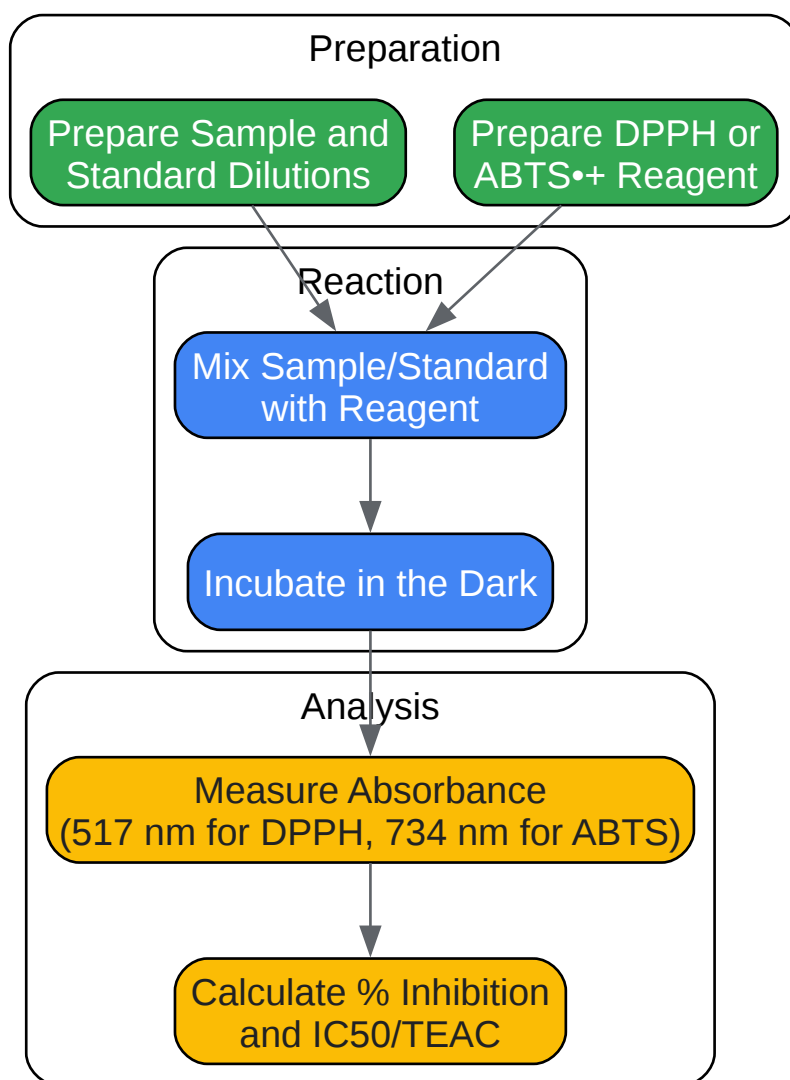 Preparation
Prepare Sample and
Standard Dilutions
Prepare DPPH or
ABTS•+ Reagent
Reaction
Mix Sample/Standard
with Reagent
Incubate in the Dark
Analysis
Measure Absorbance
(517 nm for DPPH, 734 nm for ABTS)
Calculate % Inhibition
and IC50/TEAC